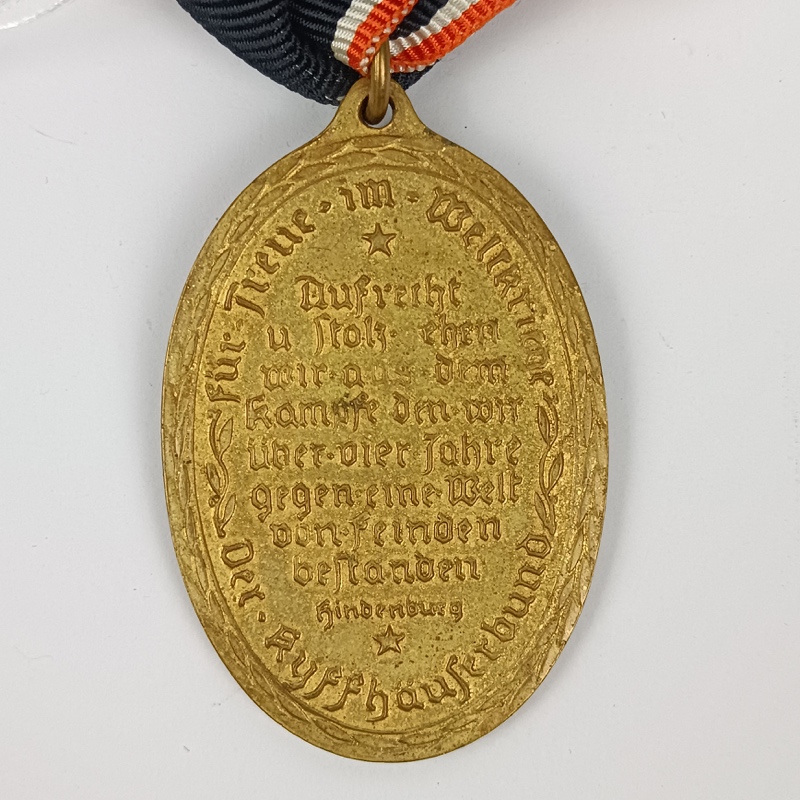 Für · Treue · im · Weltkriege
Aufrecht
u stolz· ehen
wir·aus·dem
Kampfe den·wir
über·vier Jahre
gegen·eine·Welt
von·Feinden
bestanden
Hindenburg
Der · Kyffhäuserbund